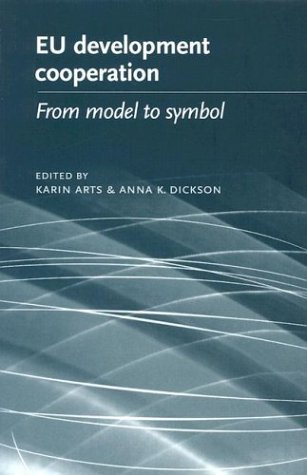 EU development
cooperation
From model to symbol
EDITED BY
KARIN ARTS & ANNA K. DICKSON